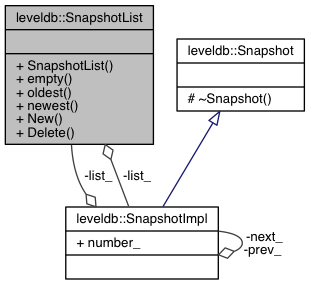 leveldb::SnapshotList
+ SnapshotList()
+ empty()
+ oldest()
+ newest()
+ New()
+ Delete()
leveldb::Snapshot
# ~Snapshot()
-list_
-list_
leveldb::SnapshotImpl
+ number_
-next_
-prev_